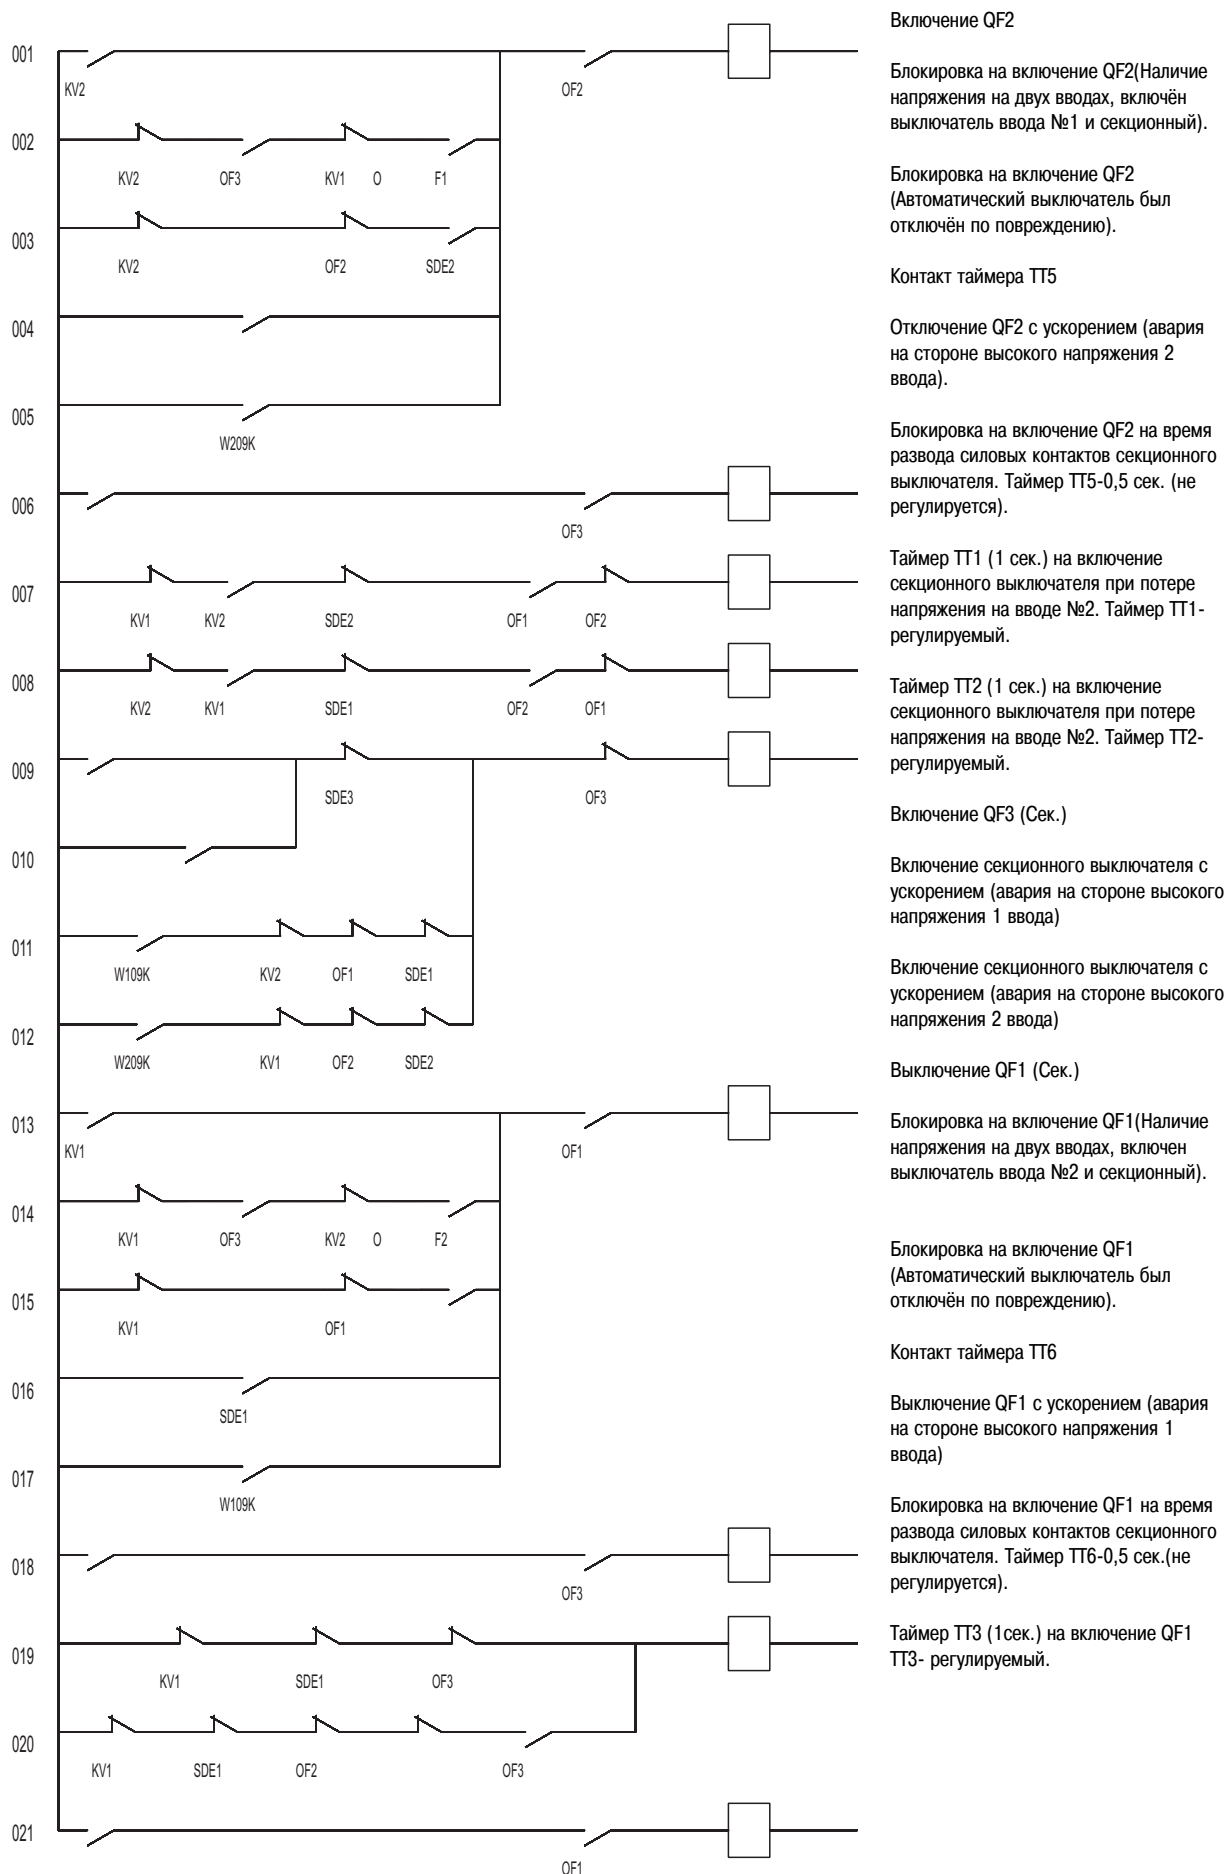 Включение QF2
001
KV2
OF2
Блокировка на включение QF2(Наличие
напряжения на двух вводах, включён
выключатель ввода №1 и секционный).
002
KV2 OF3 KV1 O F1
Блокировка на включение QF2
(Автоматический выключатель был
отключён по повреждению).
003
KV2 OF2 SDE2
Контакт таймера TT5
004
Отключение QF2 с ускорением (авария
на стороне высокого напряжения 2
ввода).
005
W209K
Блокировка на включение QF2 на время
развода силовых контактов секционного
выключателя. Таймер TT5-0,5 сек. (не
регулируется).
006
OF3
Таймер TT1 (1 сек.) на включение
секционного выключателя при потере
напряжения на вводе №2. Таймер TT1-
регулируемый.
007
KV1 KV2 SDE2 OF1 OF2
Таймер TT2 (1 сек.) на включение
секционного выключателя при потере
напряжения на вводе №2. Таймер TT2-
регулируемый.
008
KV2 KV1 SDE1 OF2 OF1
009
SDE3 OF3
Включение QF3 (Сек.)
010
Включение секционного выключателя с
ускорением (авария на стороне высокого
напряжения 1 ввода)
011
W109K KV2 OF1 SDE1
Включение секционного выключателя с
ускорением (авария на стороне высокого
напряжения 2 ввода)
012
W209K KV1 OF2 SDE2
Выключение QF1 (Сек.)
013
KV1 OF1
Блокировка на включение QF1(Наличие
напряжения на двух вводах, включен
выключатель ввода №2 и секционный).
014
KV1 OF3 KV2 O F2
Блокировка на включение QF1
(Автоматический выключатель был
отключён по повреждению).
015
KV1 OF1
Контакт таймера TT6
016
SDE1
Выключение QF1 с ускорением (авария
на стороне высокого напряжения 1
ввода)
017
W109K
Блокировка на включение QF1 на время
развода силовых контактов секционного
выключателя. Таймер TT6-0,5 сек.(не
регулируется).
018
OF3
Таймер TT3 (1сек.) на включение QF1
TT3- регулируемый.
019
KV1 SDE1 OF3
020
KV1 SDE1 OF2 OF3
021
OF1